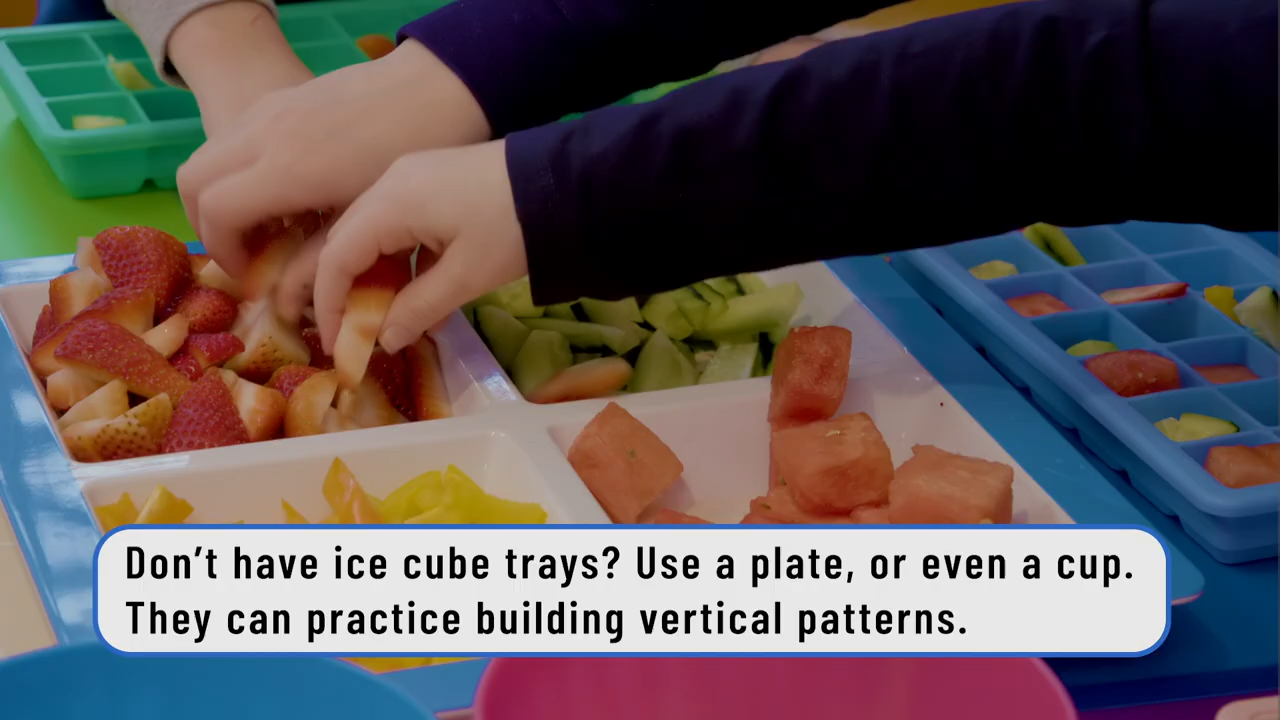 Don’t have ice cube trays? Use a plate, or even a cup.
They can practice building vertical patterns.